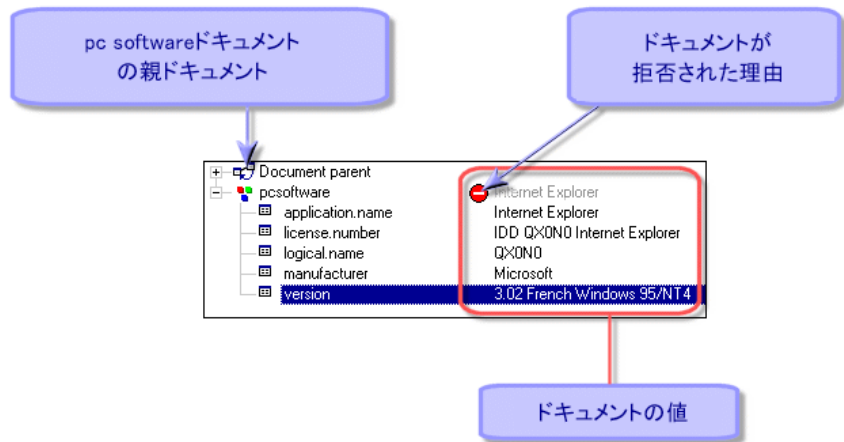 pc softwareドキュメント
の親ドキュメント
ドキュメントが
拒否された理由
Document parent
pcsoftware Internet Explorer
application.name Internet Explorer
license.number IDD QX0N0 Internet Explorer
logical.name QX0N0
manufacturer Microsoft
version 3.02 French Windows 95/NT4
ドキュメントの値